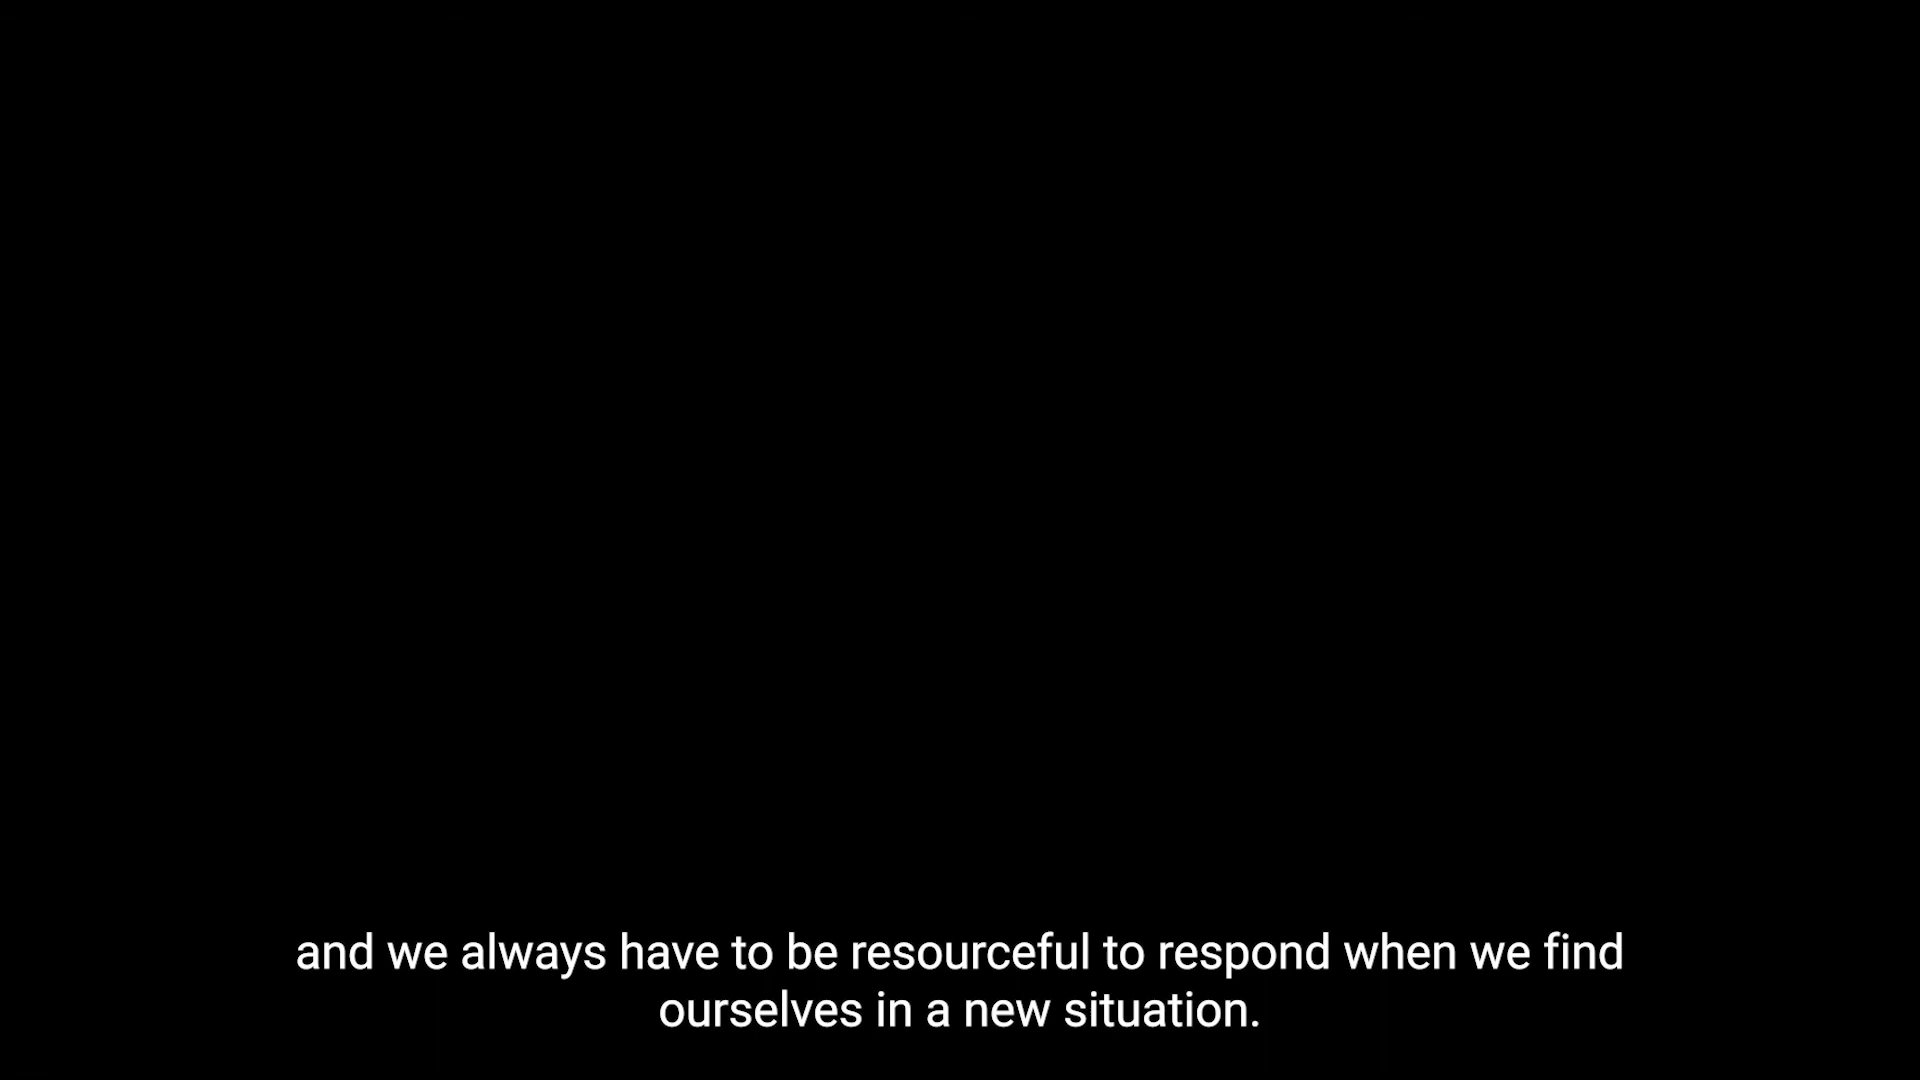 and we always have to be resourceful to respond when we find
ourselves in a new situation.